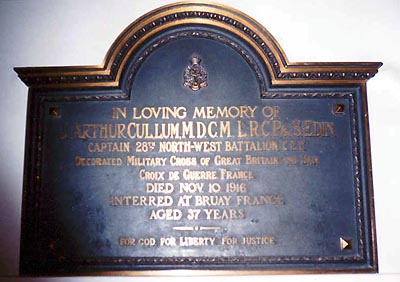 IN LOVING MEMORY OF
J. ARTHUR CULLUM, M.D.C.M. L.R.C.P.& S.EDIN.
CAPTAIN 28TH NORTH-WEST BATTALION C.E.F.
DECORATED MILITARY CROSS OF GREAT BRITAIN AND BAR
CROIX DE GUERRE FRANCE
DIED NOV. 10 1916
INTERRED AT BRUAY FRANCE
AGED 37 YEARS
FOR GOD FOR LIBERTY FOR JUSTICE